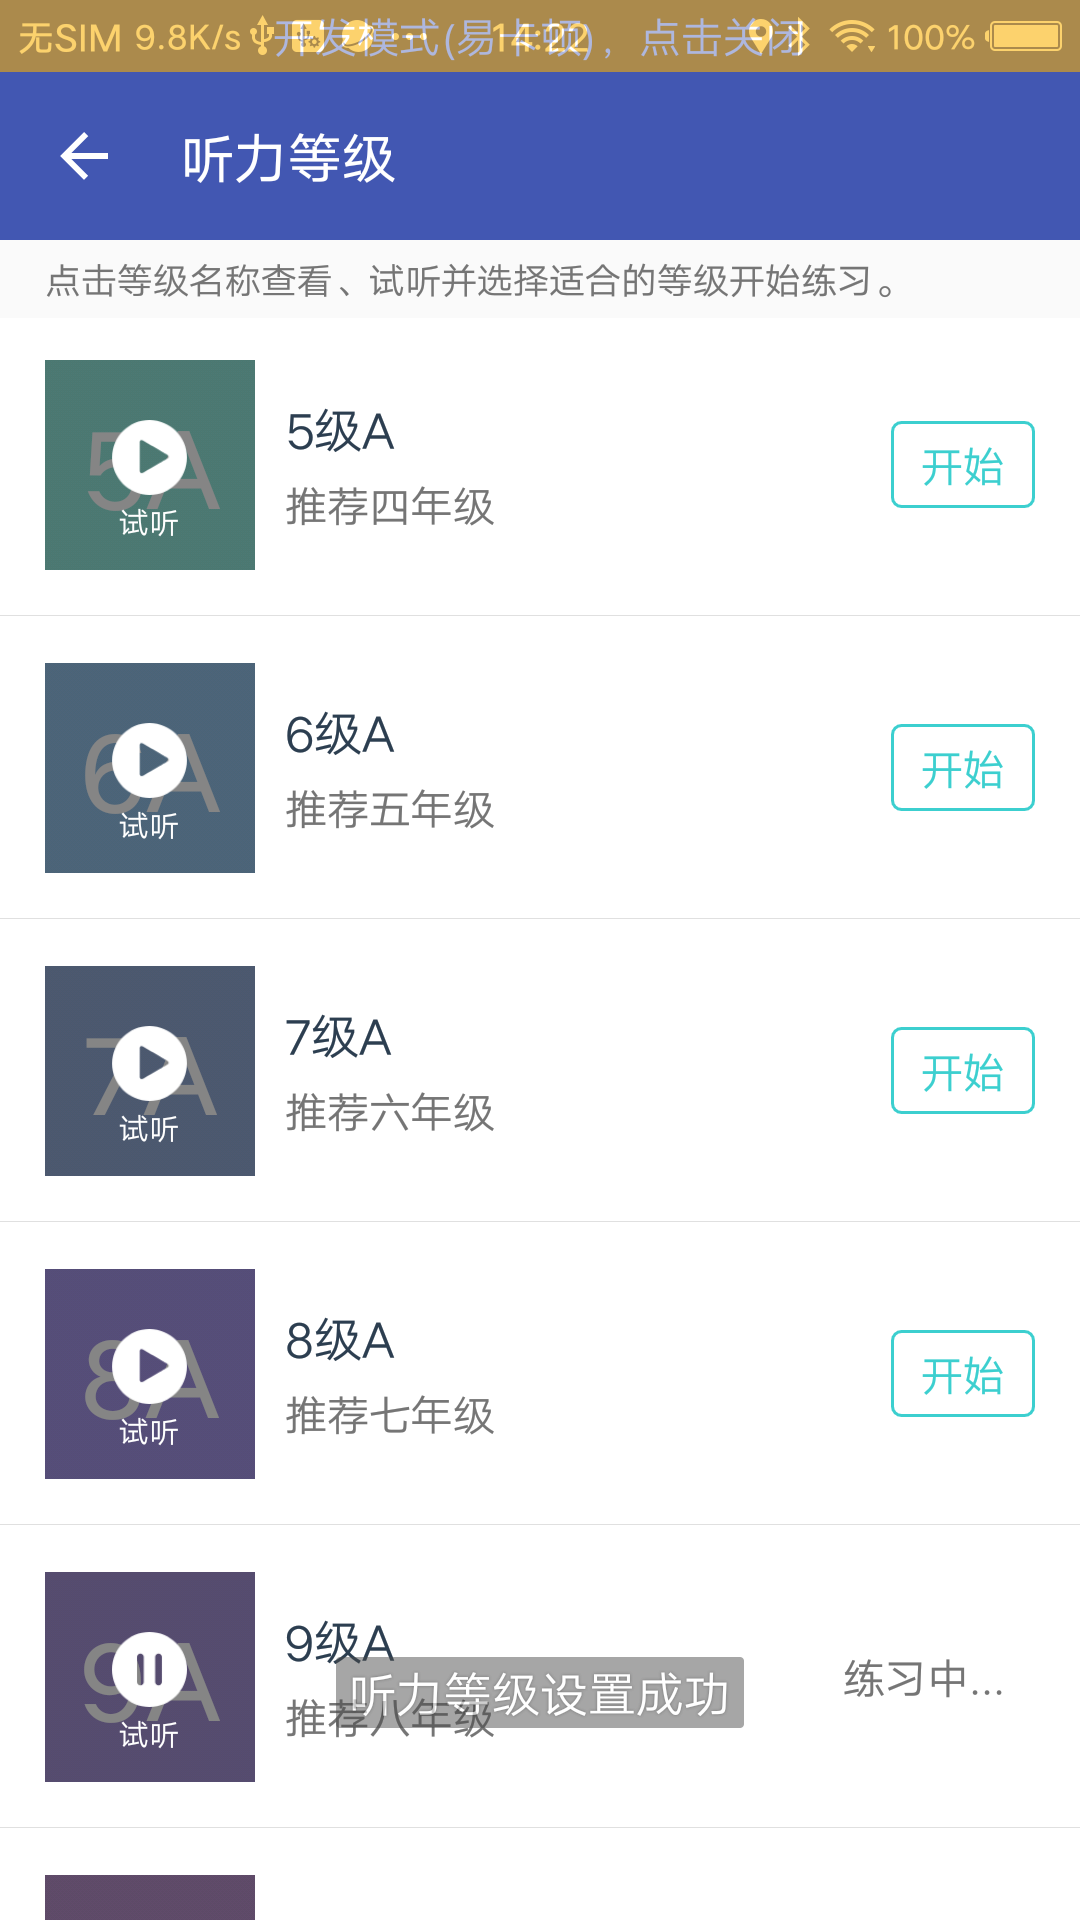 无SIM 9.8K/s 14:22 100%
开发模式(易卡顿)，点击关闭
听力等级
点击等级名称查看、试听并选择适合的等级开始练习。
5A
试听
5级A
推荐四年级
开始
6A
试听
6级A
推荐五年级
开始
7A
试听
7级A
推荐六年级
开始
8A
试听
8级A
推荐七年级
开始
9A
试听
9级A
推荐八年级
练习中...
听力等级设置成功